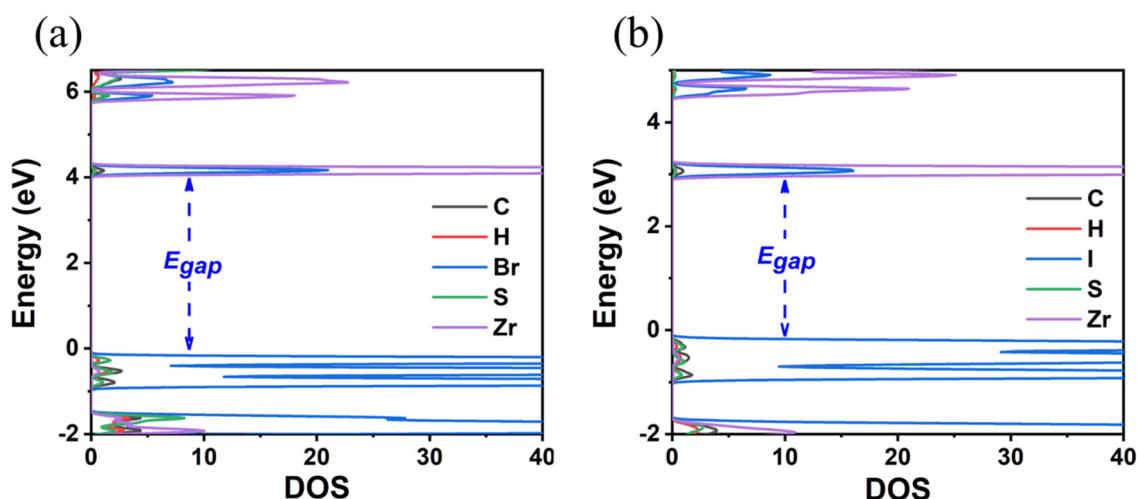 (a)
(b)
Energy (eV)
6
4
2
0
-2
E_gap
C
H
Br
S
Zr
0 10 20 30 40
DOS
Energy (eV)
4
2
0
-2
E_gap
C
H
I
S
Zr
0 10 20 30 40
DOS